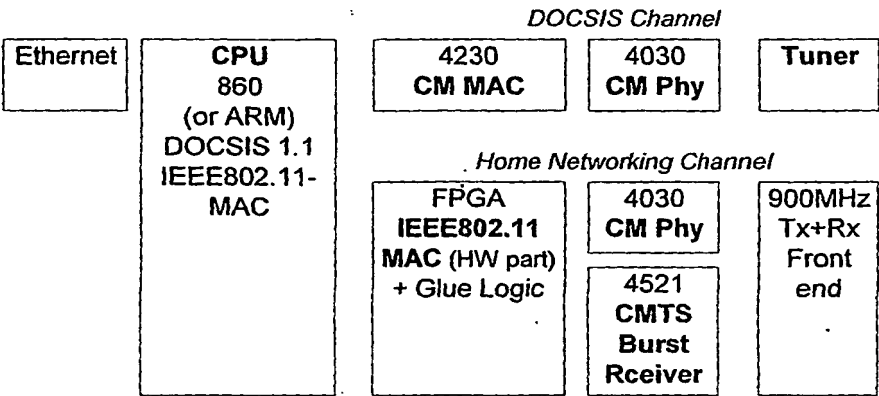 DOCSIS Channel
Ethernet
CPU
860
(or ARM)
DOCSIS 1.1
IEEE802.11-
MAC
4230
CM MAC
4030
CM Phy
Tuner
Home Networking Channel
FPGA
IEEE802.11
MAC (HW part)
+ Glue Logic
4030
CM Phy
4521
CMTS
Burst
Rceiver
900MHz
Tx+Rx
Front
end